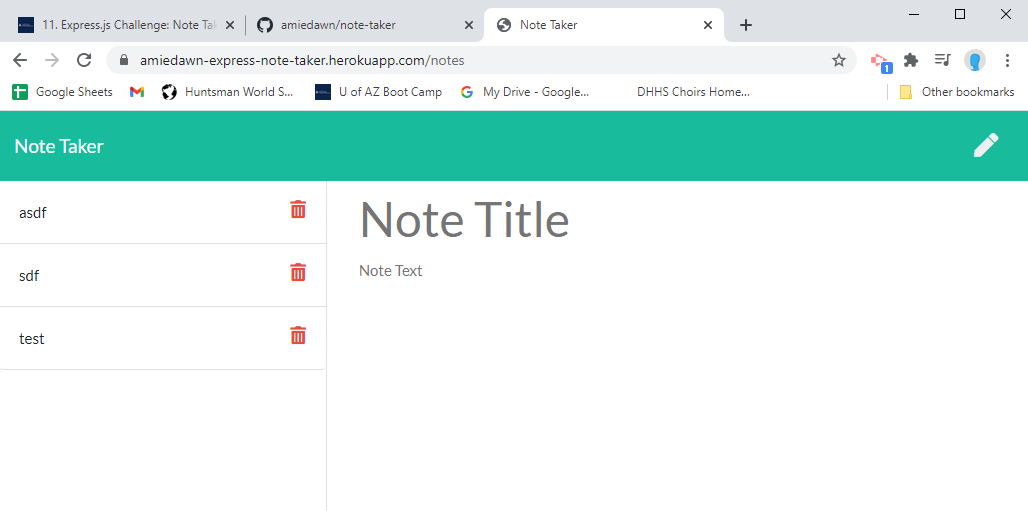 11. Express.js Challenge: Note Tak
amiedawn/note-taker
Note Taker
amiedawn-express-note-taker.herokuapp.com/notes
1
Google Sheets
Huntsman World S...
U of AZ Boot Camp
My Drive - Google...
DHHS Choirs Home...
Other bookmarks
Note Taker
asdf
Note Title
sdf
Note Text
test